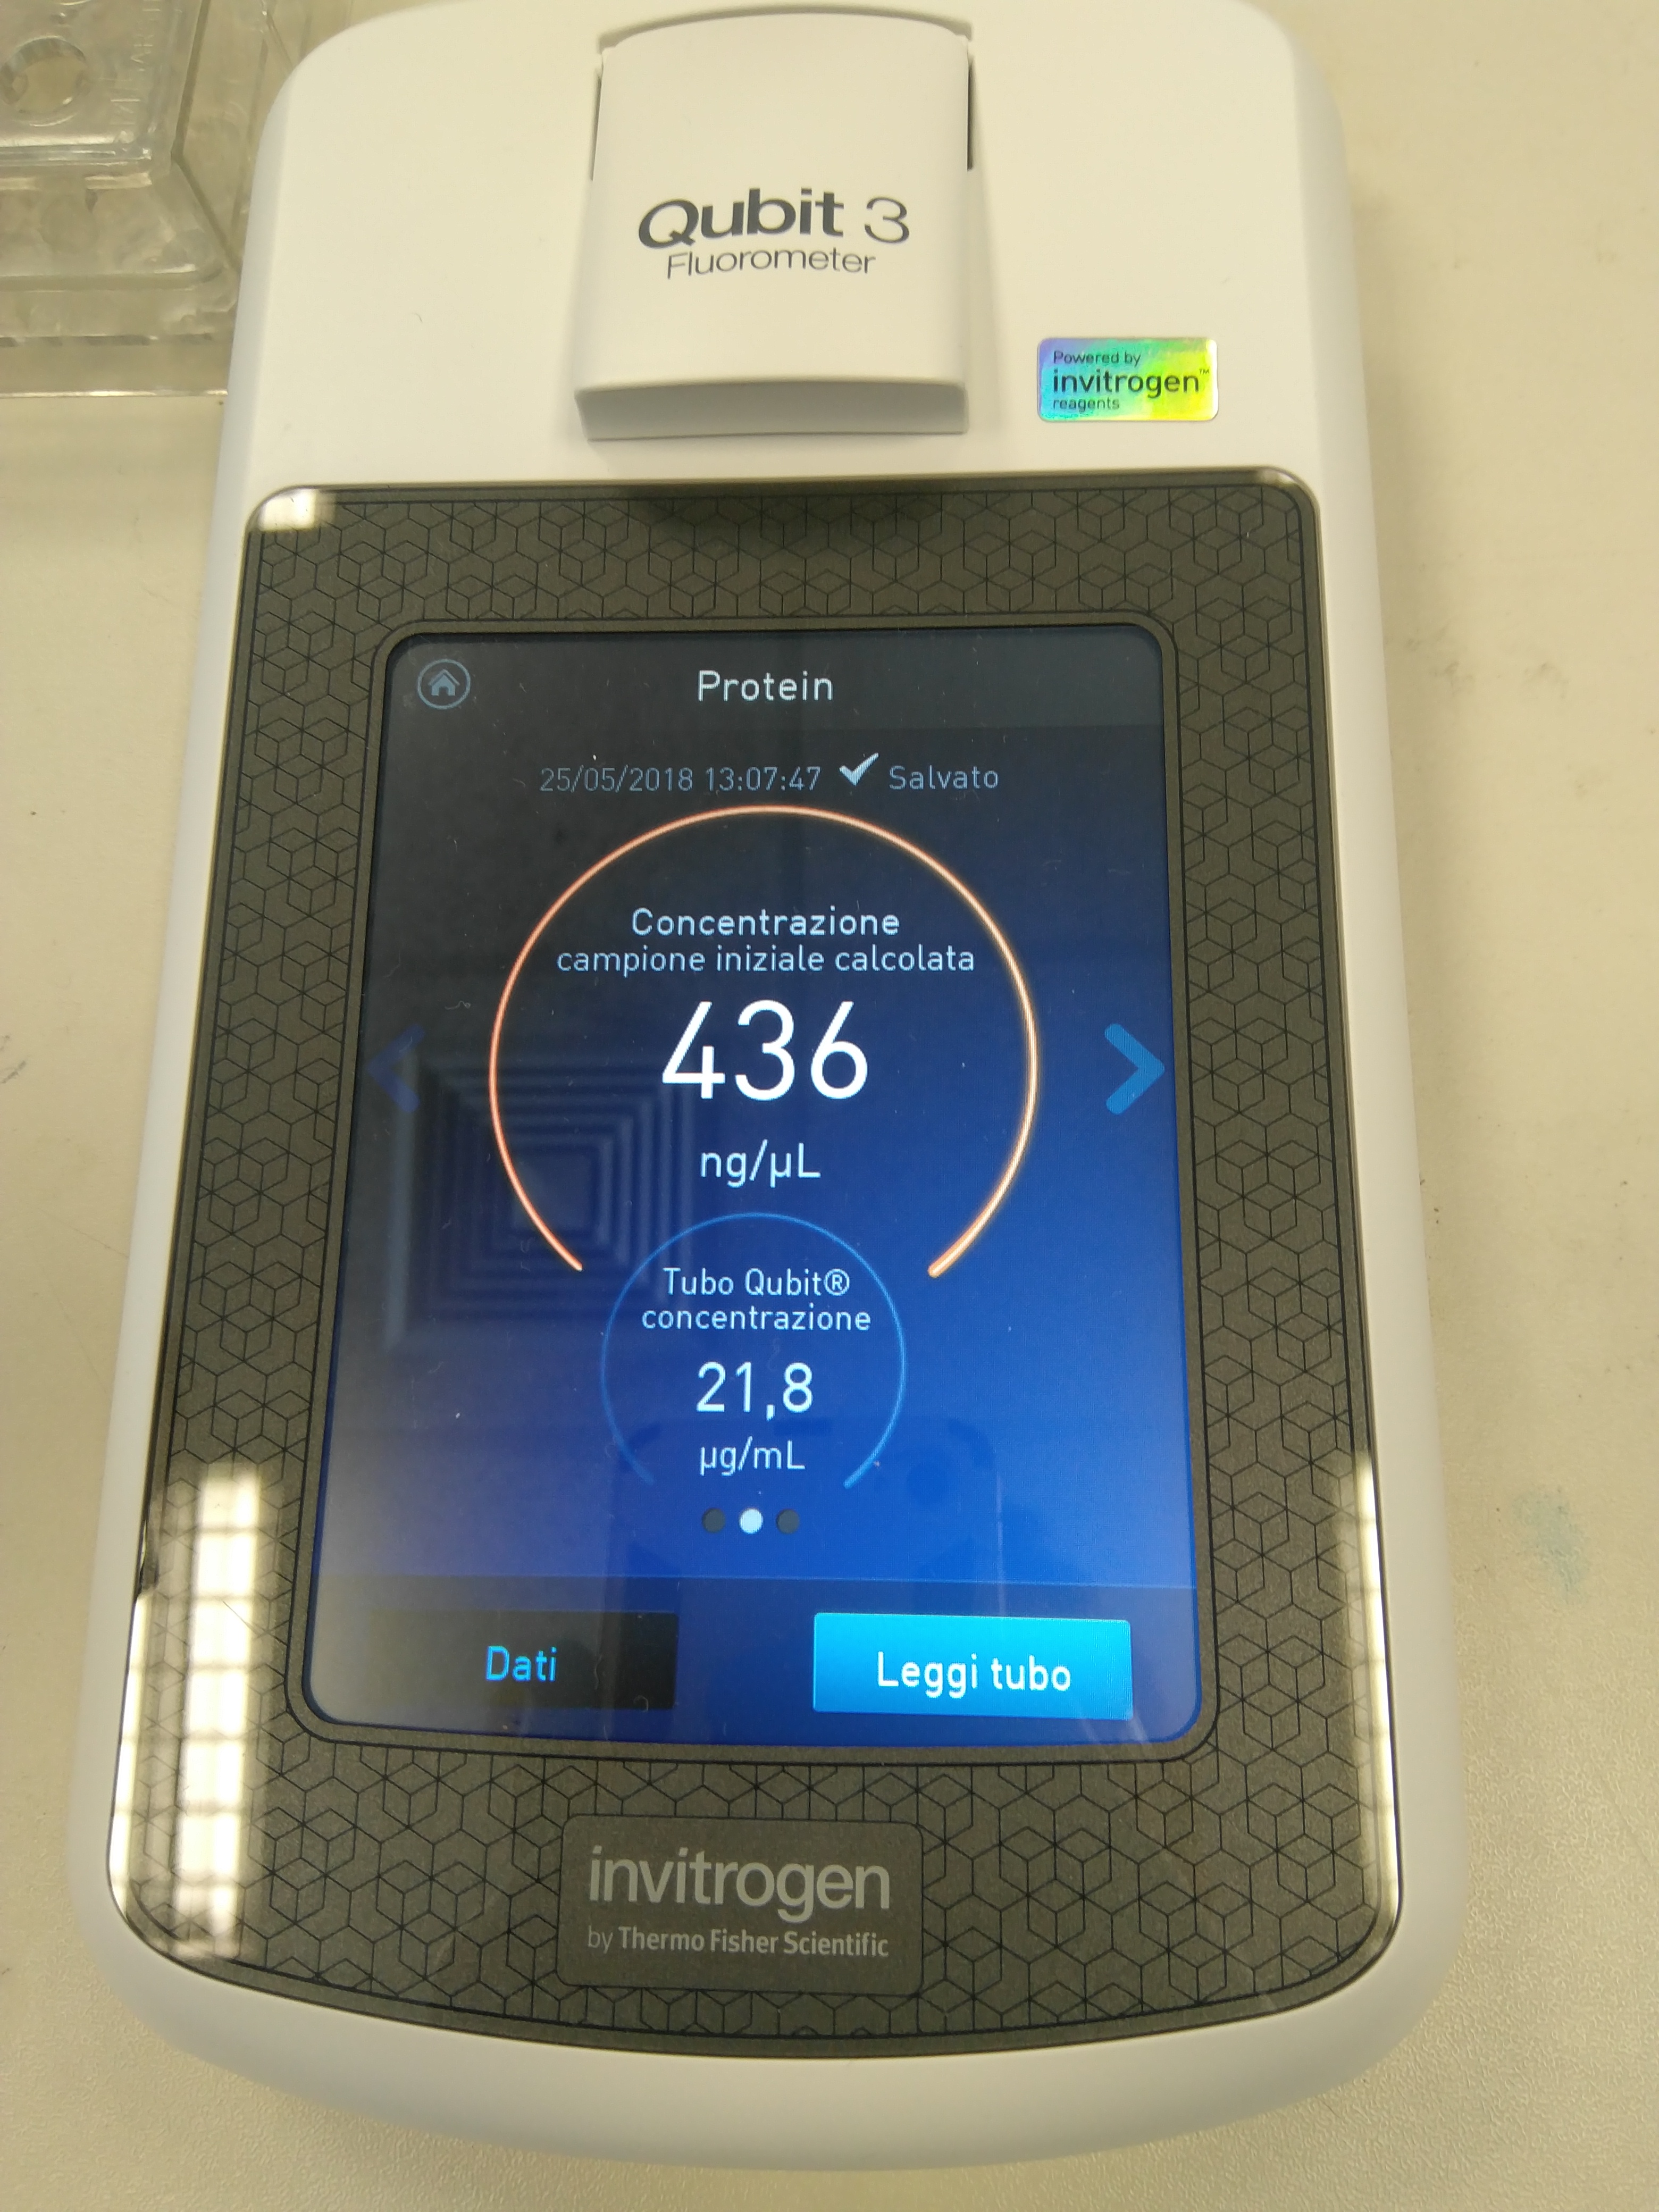 Qubit 3
Fluorometer
Powered by
invitrogen™
reagents
Protein
25/05/2018 13:07:47 Salvato
Concentrazione
campione iniziale calcolata
436
ng/µL
Tubo Qubit®
concentrazione
21,8
µg/mL
Dati
Leggi tubo
invitrogen
by Thermo Fisher Scientific